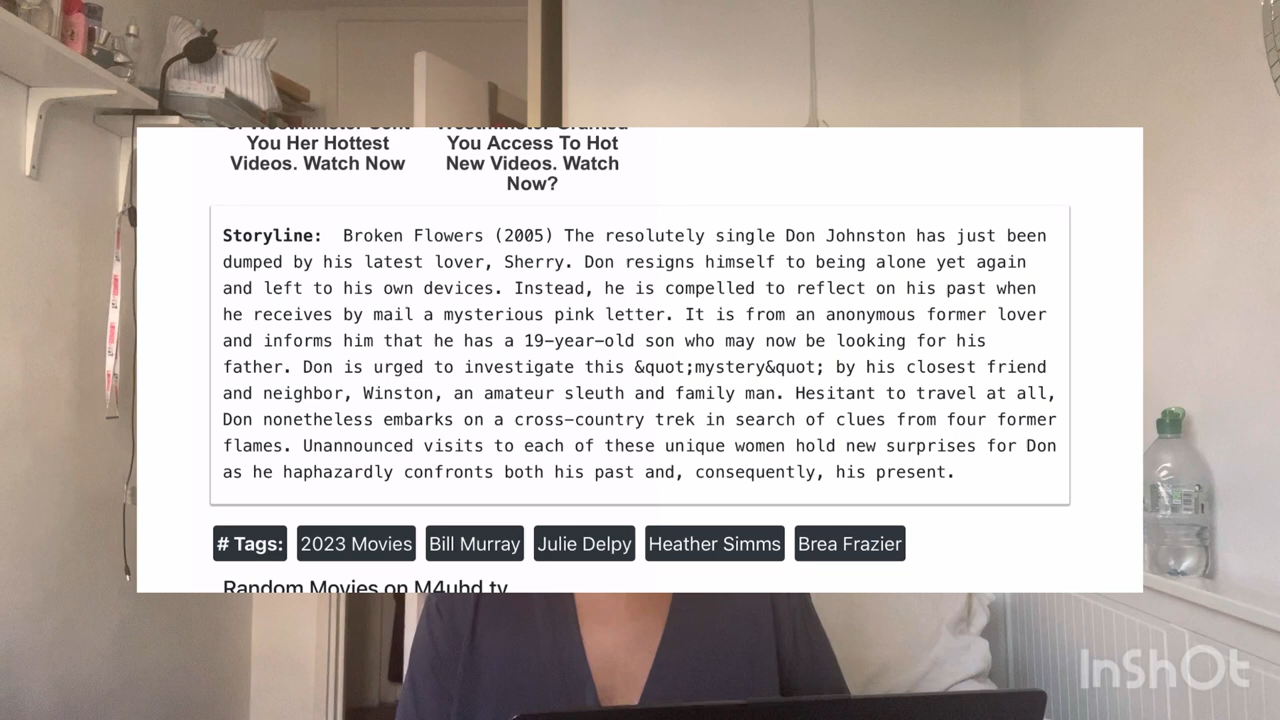 You Her Hottest
Videos. Watch Now
You Access To Hot
New Videos. Watch
Now?
Storyline: Broken Flowers (2005) The resolutely single Don Johnston has just been
dumped by his latest lover, Sherry. Don resigns himself to being alone yet again
and left to his own devices. Instead, he is compelled to reflect on his past when
he receives by mail a mysterious pink letter. It is from an anonymous former lover
and informs him that he has a 19-year-old son who may now be looking for his
father. Don is urged to investigate this &quot;mystery&quot; by his closest friend
and neighbor, Winston, an amateur sleuth and family man. Hesitant to travel at all,
Don nonetheless embarks on a cross-country trek in search of clues from four former
flames. Unannounced visits to each of these unique women hold new surprises for Don
as he haphazardly confronts both his past and, consequently, his present.
# Tags: 2023 Movies Bill Murray Julie Delpy Heather Simms Brea Frazier
Random Movies on M4uhd.tv
InShOt